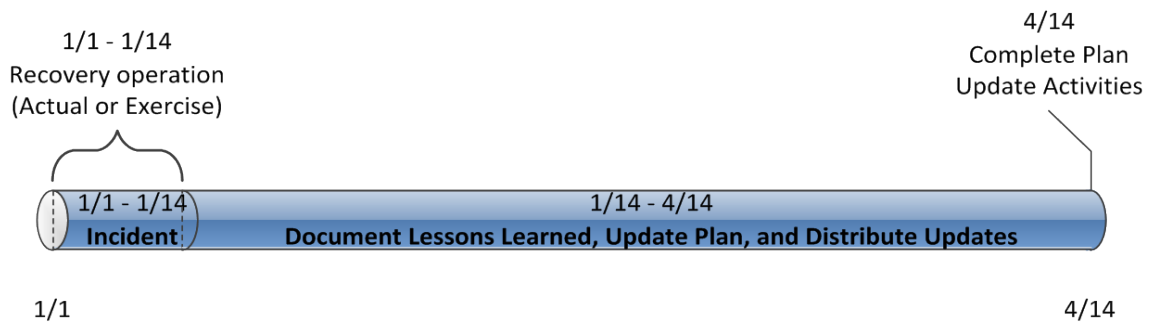 4/14
Complete Plan
Update Activities
1/1 - 1/14
Recovery operation
(Actual or Exercise)
1/1 - 1/14
Incident
1/14 - 4/14
Document Lessons Learned, Update Plan, and Distribute Updates
1/1
4/14